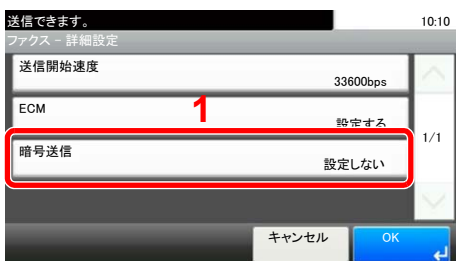 送信できます。
10:10
ファクス - 詳細設定
送信開始速度
33600bps
ECM
1
設定する
1/1
暗号送信
設定しない
キャンセル
OK